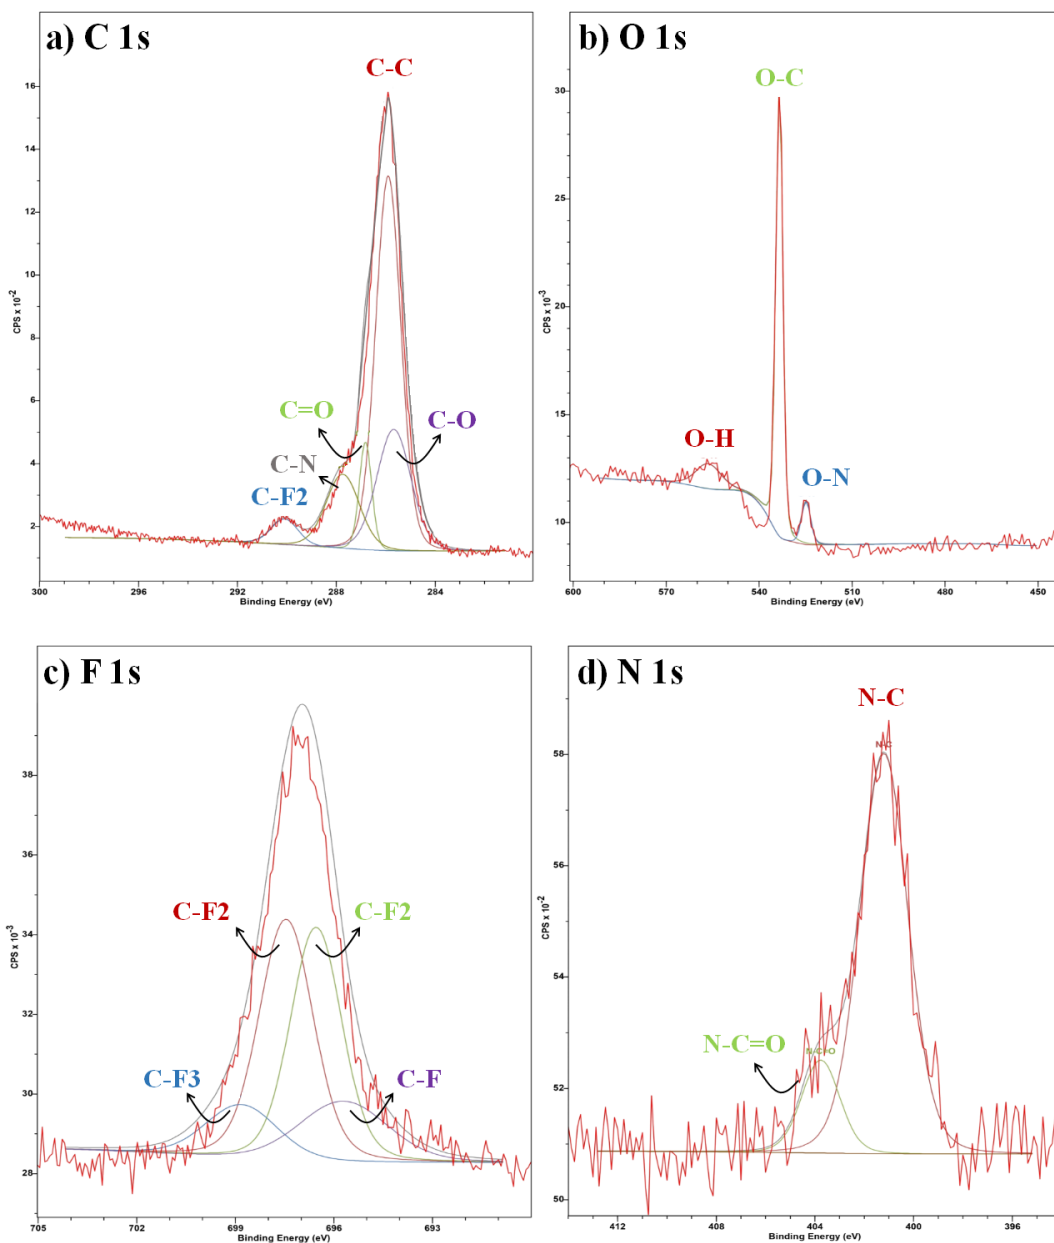 a) C 1s
C-C
16
14
12
10
8
6
4
2
CPS x 10⁻²
C=O
C-O
C-N
C-F2
300
296
292
288
284
Binding Energy (eV)
b) O 1s
O-C
30
25
20
15
10
CPS x 10⁻³
O-H
O-N
600
570
540
510
480
450
Binding Energy (eV)
c) F 1s
38
36
34
32
30
28
CPS x 10⁻³
C-F2
C-F2
C-F3
C-F
705
702
699
696
693
Binding Energy (eV)
d) N 1s
N-C
N-C
58
56
54
52
50
CPS x 10⁻²
N-C=O
N-C=O
412
408
404
400
396
Binding Energy (eV)